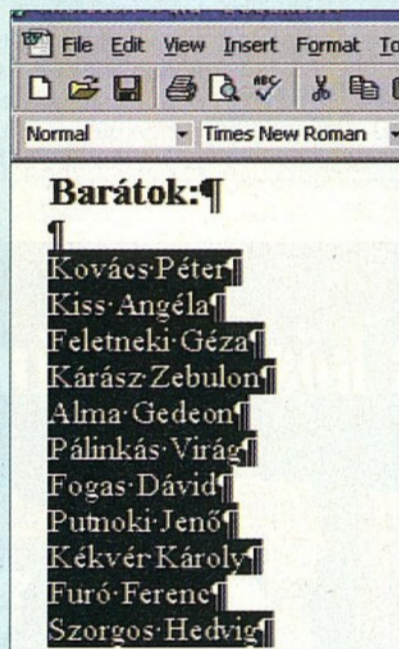 File Edit View Insert Format
ABC
Normal Times New Roman
Barátok:¶
¶
Kovács·Péter¶
Kiss·Angéla¶
Feletneki·Géza¶
Kárász·Zebulon¶
Alma·Gedeon¶
Pálinkás·Virág¶
Fogas·Dávid¶
Putnoki·Jenő¶
Kékvér·Károly¶
Furó·Ferenc¶
Szorgos·Hedvig¶